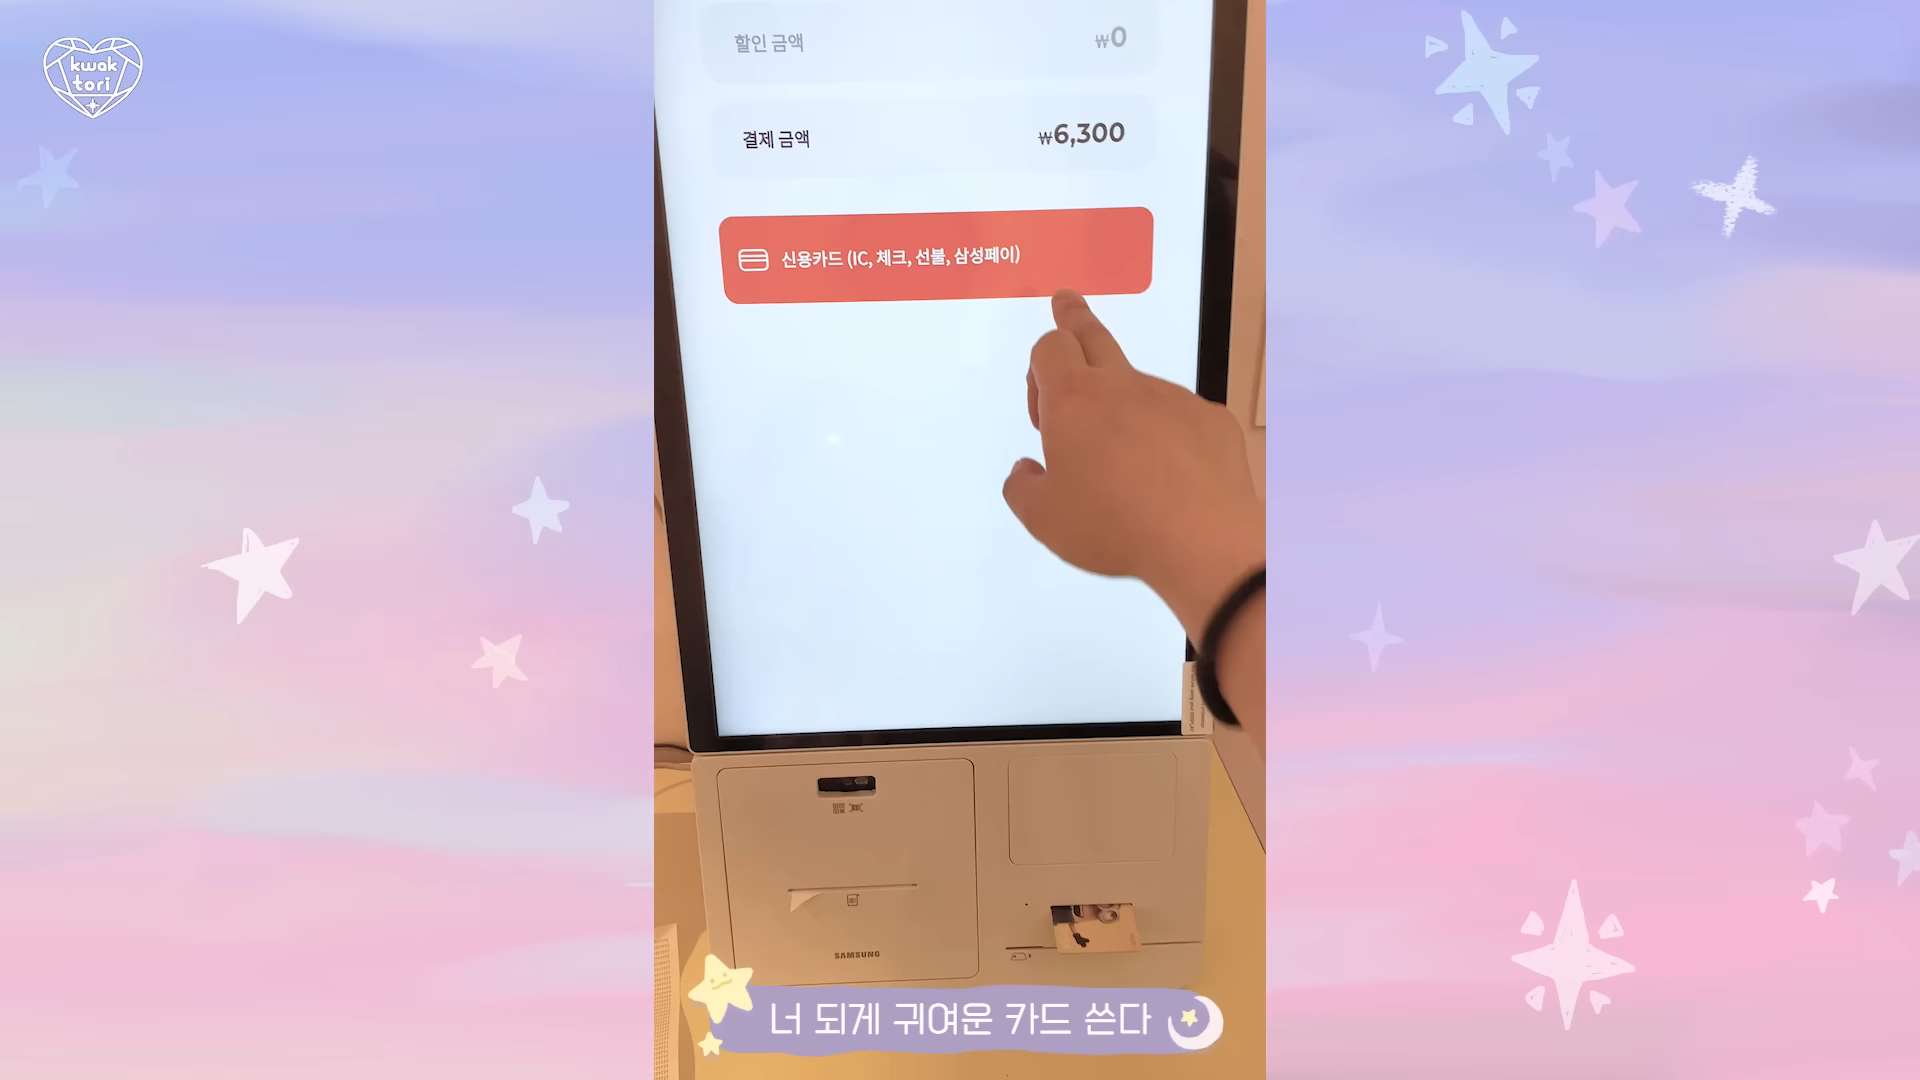 kwak
tori
할인 금액 ₩0
결제 금액 ₩6,300
신용카드 (IC, 체크, 선불, 삼성페이)
SAMSUNG
너 되게 귀여운 카드 쓴다